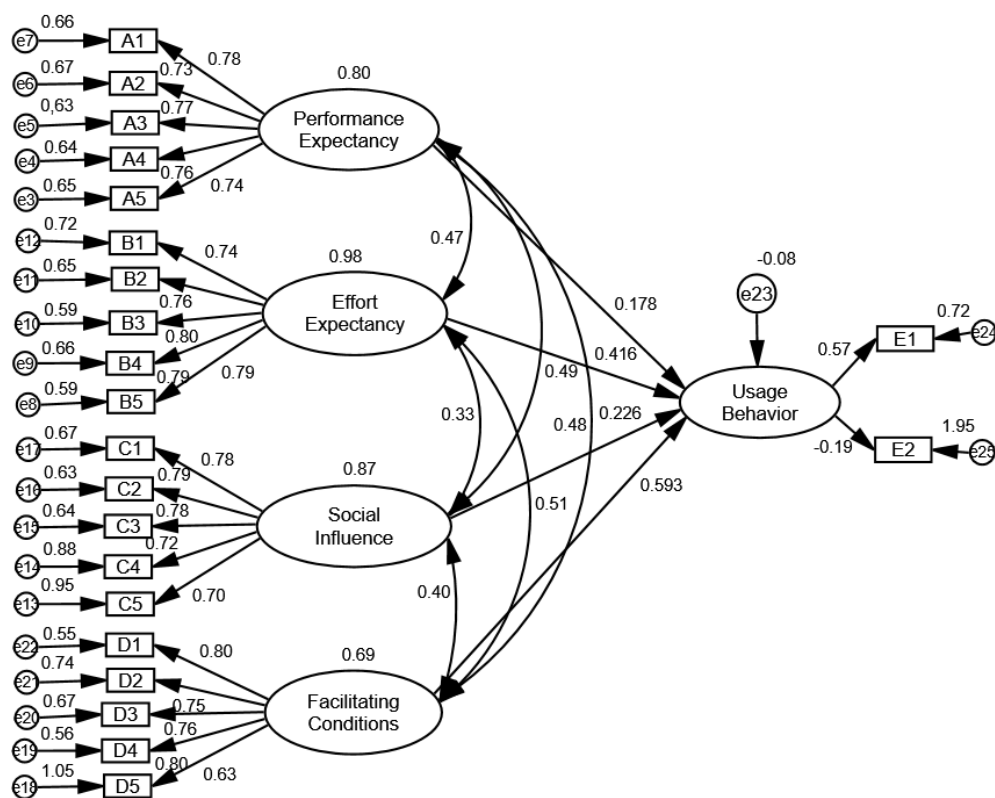 0.66
e7
A1
0.78
0.67
e6
A2
0.73
0,63
e5
A3
0.77
0.64
e4
A4
0.76
0.65
e3
A5
0.74
0.80
Performance
Expectancy
0.72
e12
B1
0.74
0.65
e11
B2
0.59
e10
B3
0.76
0.66
e9
B4
0.80
0.59
e8
B5
0.79
0.79
0.98
Effort
Expectancy
0.67
e17
C1
0.78
0.63
e16
C2
0.79
0.64
e15
C3
0.78
0.88
e14
C4
0.72
0.95
e13
C5
0.70
0.87
Social
Influence
0.55
e22
D1
0.80
0.74
e21
D2
0.67
e20
D3
0.75
0.56
e19
D4
0.76
1.05
e18
D5
0.80
0.63
0.69
Facilitating
Conditions
0.47
0.33
0.40
0.49
0.48
0.51
0.178
0.416
0.226
0.593
-0.08
e23
Usage
Behavior
0.57
E1
0.72
e24
-0.19
E2
1.95
e25